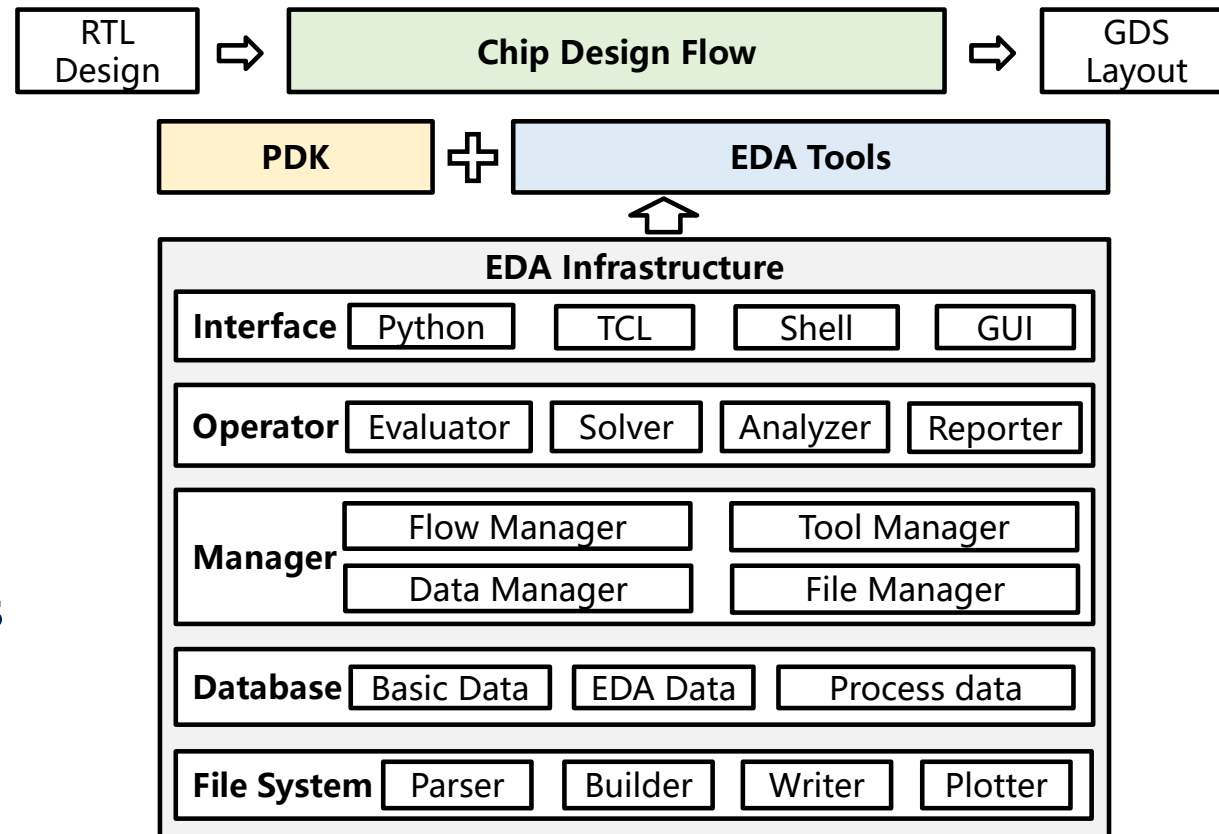 RTL
Design
Chip Design Flow
GDS
Layout
PDK
EDA Tools
EDA Infrastructure
Interface Python TCL Shell GUI
Operator Evaluator Solver Analyzer Reporter
Manager
Flow Manager Tool Manager
Data Manager File Manager
s
Database Basic Data EDA Data Process data
File System Parser Builder Writer Plotter